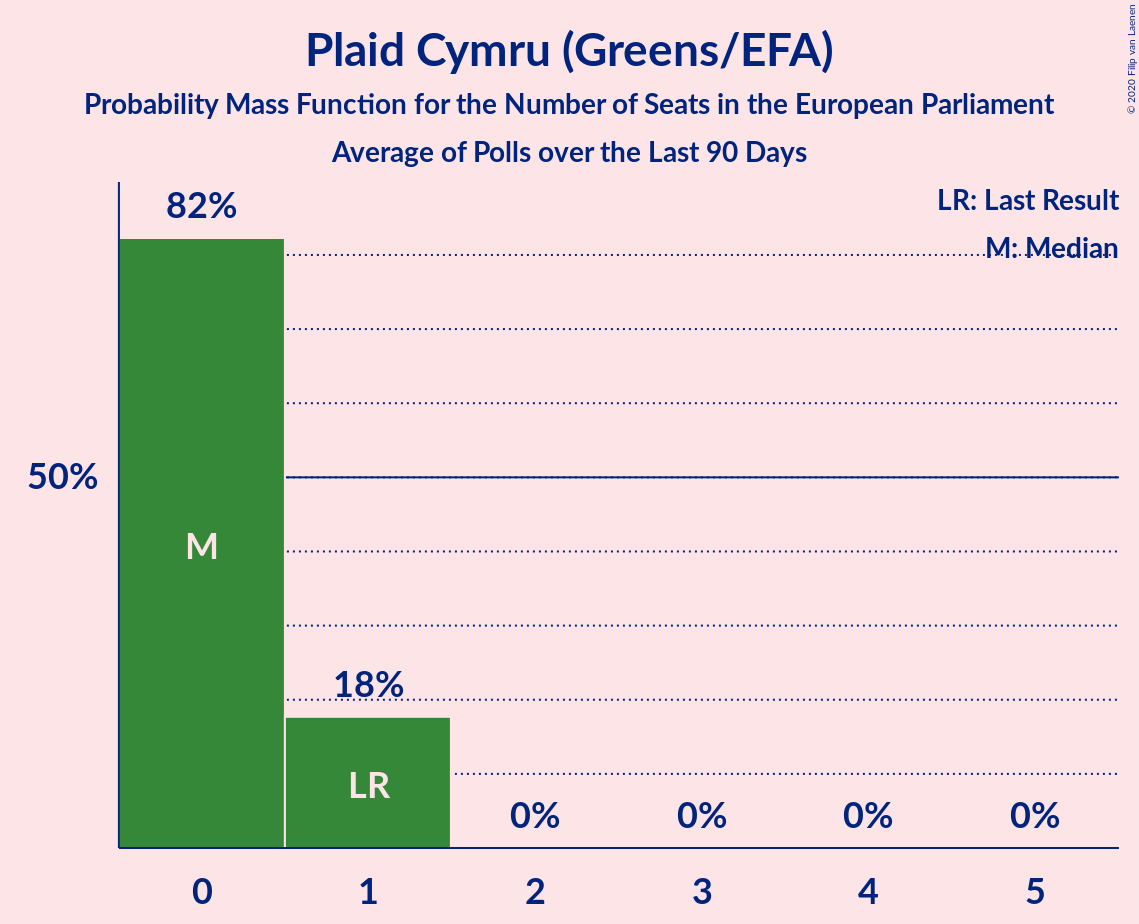 Plaid Cymru (Greens/EFA)
Probability Mass Function for the Number of Seats in the European Parliament
Average of Polls over the Last 90 Days
© 2020 Filip van Laenen
LR: Last Result
M: Median
82%
50%
M
18%
LR
0% 0% 0% 0%
0 1 2 3 4 5